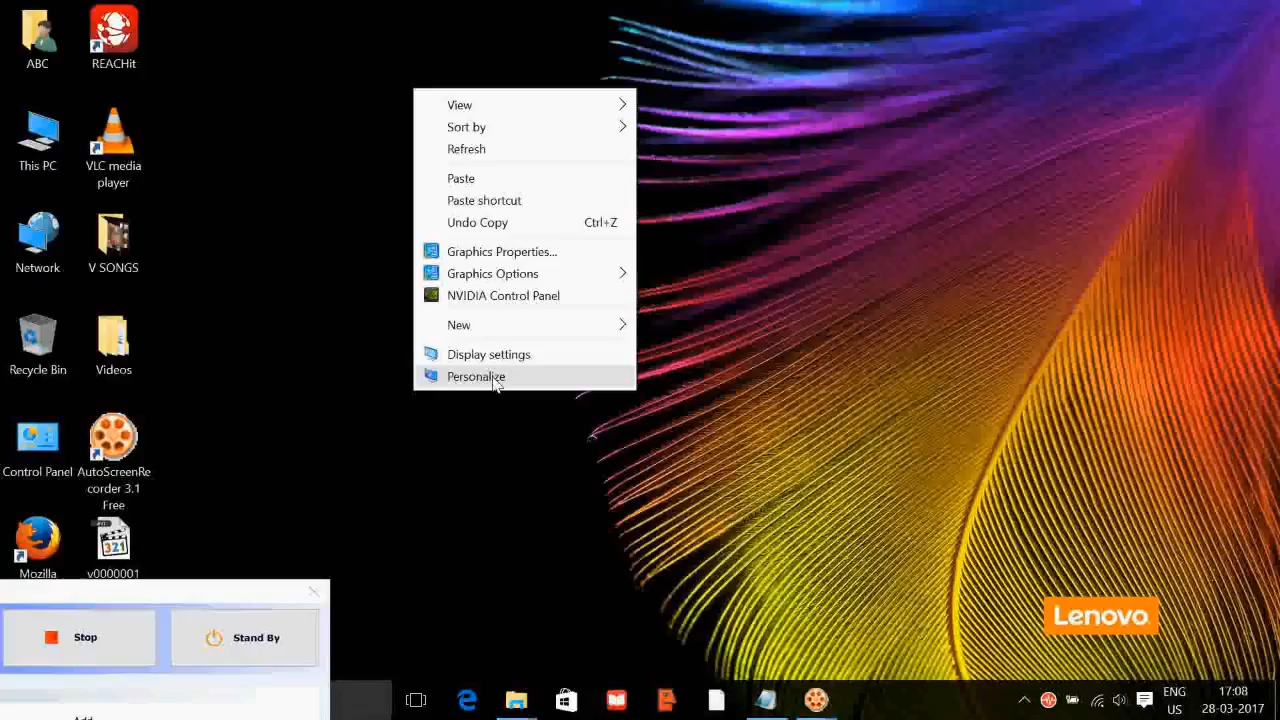 ABC
REACHit
This PC
VLC media
player
Network
V SONGS
Recycle Bin
Videos
Control Panel
AutoScreenRe
corder 3.1
Free
Mozilla
321
v0000001
View
Sort by
Refresh
Paste
Paste shortcut
Undo Copy Ctrl+Z
Graphics Properties...
Graphics Options
NVIDIA Control Panel
New
Display settings
Personalize
Lenovo
Stop
Stand By
Add
ENG
US
17:08
28-03-2017